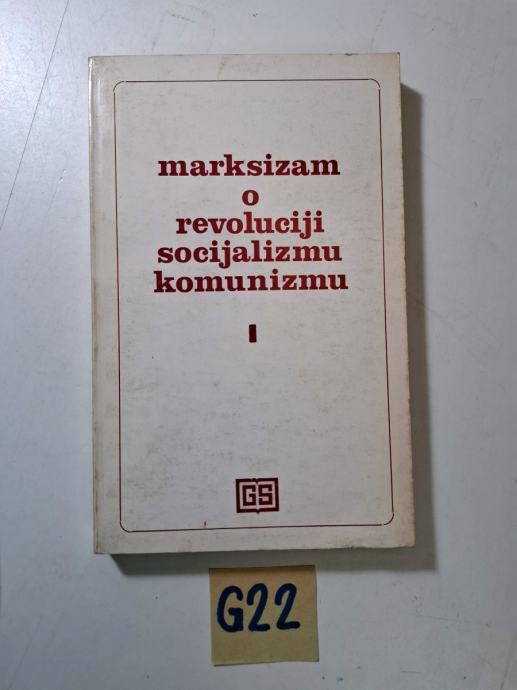 marksizam
o
revoluciji
socijalizmu
komunizmu
I
GS
G22